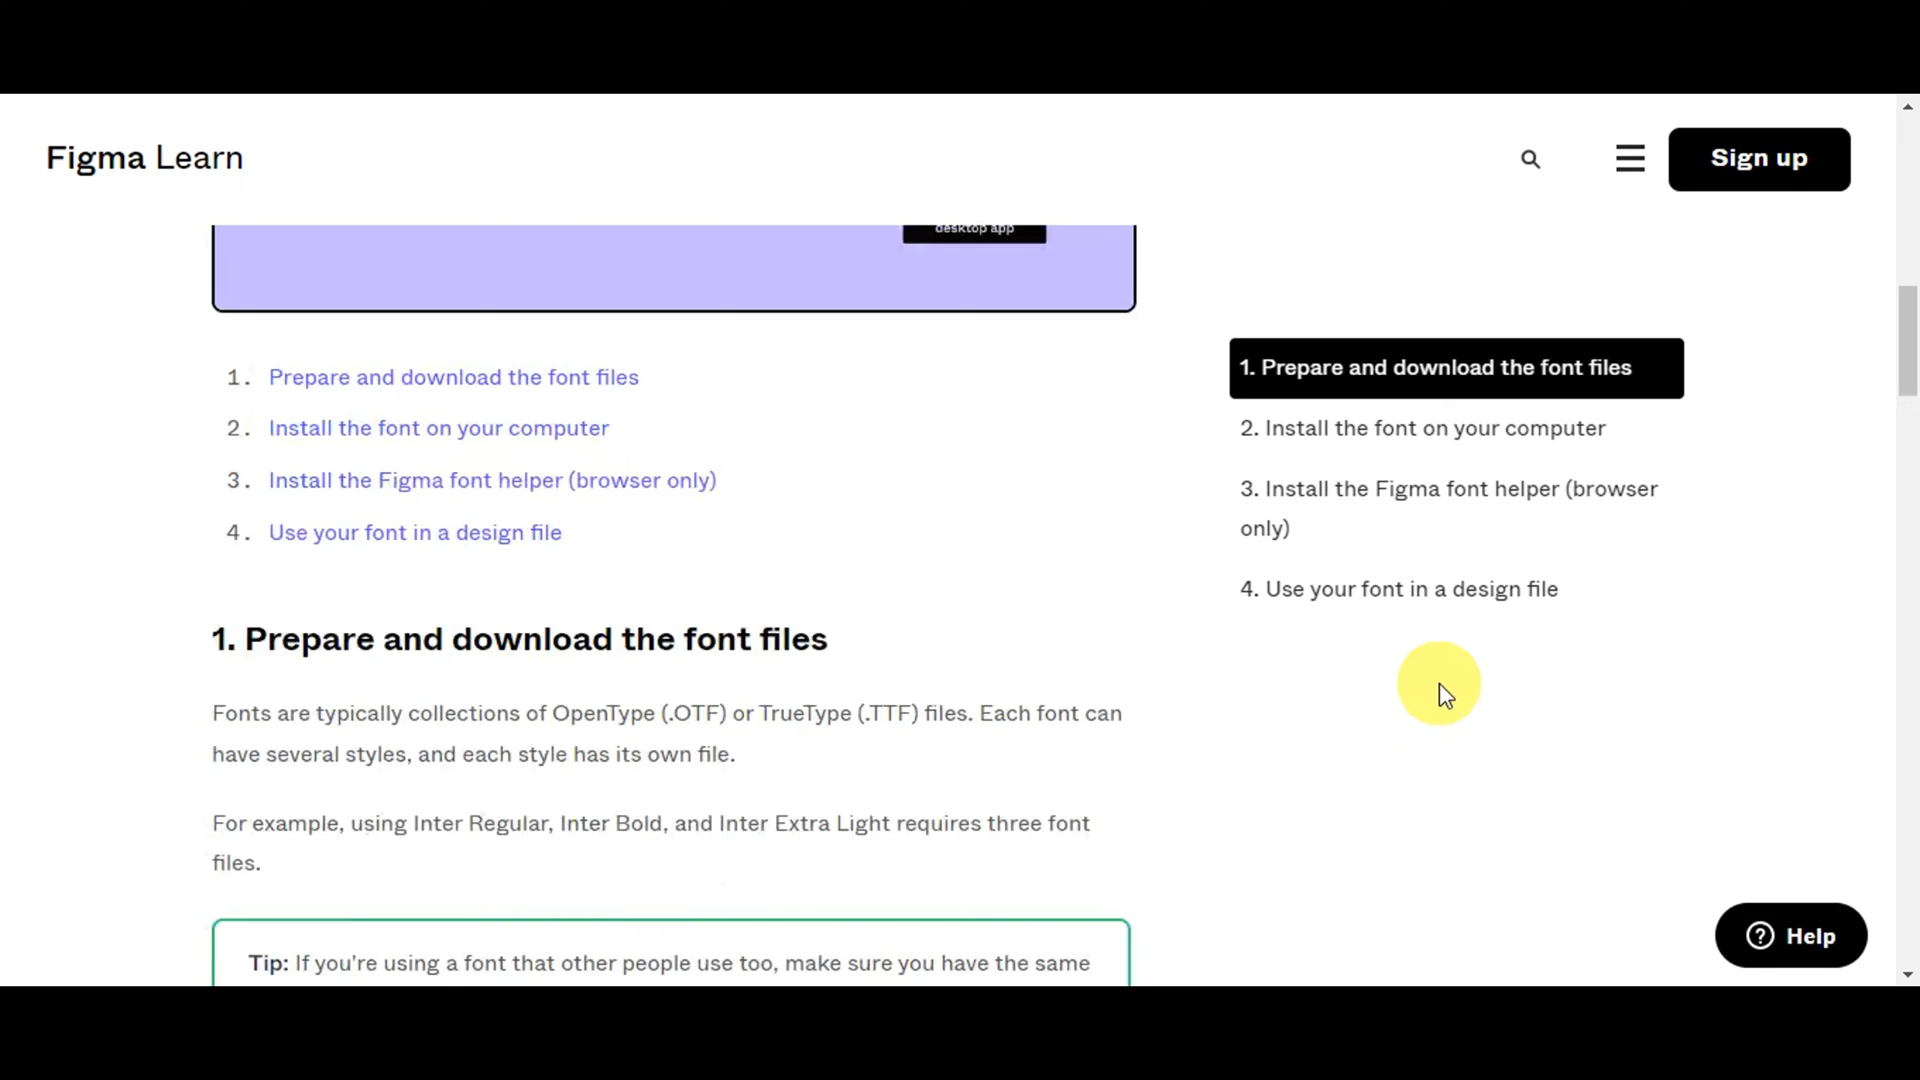 Figma Learn
Sign up
desktop app
1. Prepare and download the font files
2. Install the font on your computer
3. Install the Figma font helper (browser only)
4. Use your font in a design file
1. Prepare and download the font files
2. Install the font on your computer
3. Install the Figma font helper (browser
only)
4. Use your font in a design file
1. Prepare and download the font files
Fonts are typically collections of OpenType (.OTF) or TrueType (.TTF) files. Each font can
have several styles, and each style has its own file.
For example, using Inter Regular, Inter Bold, and Inter Extra Light requires three font
files.
Tip: If you're using a font that other people use too, make sure you have the same
Help